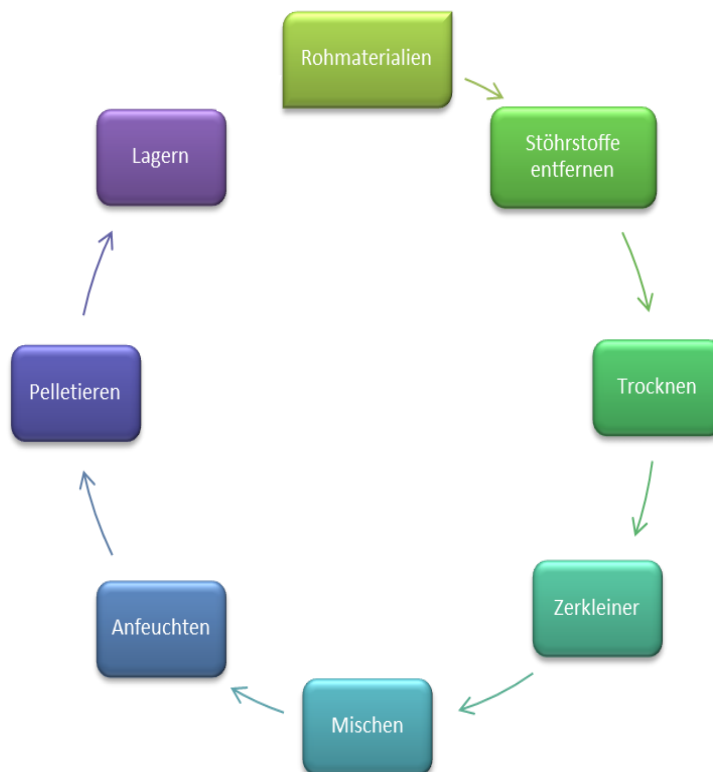 Rohmaterialien
Stöhrstoffe
entfernen
Trocknen
Zerkleiner
Mischen
Anfeuchten
Pelletieren
Lagern